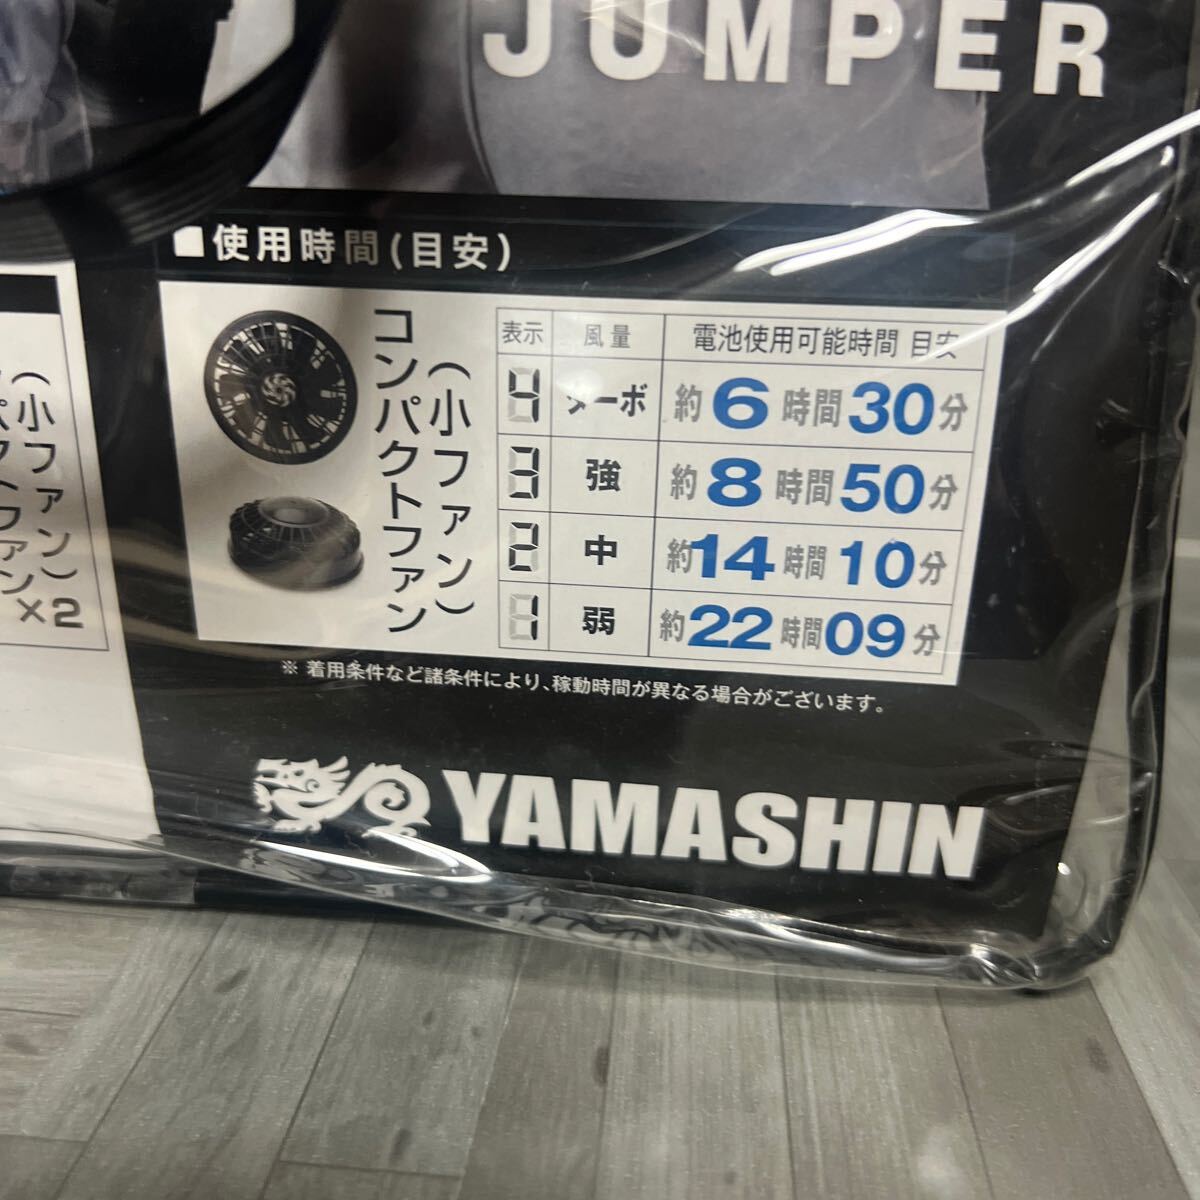 JUMPER
■使用時間(目安)
コンパクトファン
(小ファン)
表示 風量 電池使用可能時間 目安
4 ターボ 約6時間30分
3 強 約8時間50分
2 中 約14時間10分
1 弱 約22時間09分
※ 着用条件など諸条件により、稼動時間が異なる場合がございます。
YAMASHIN
(小ファン)
×2